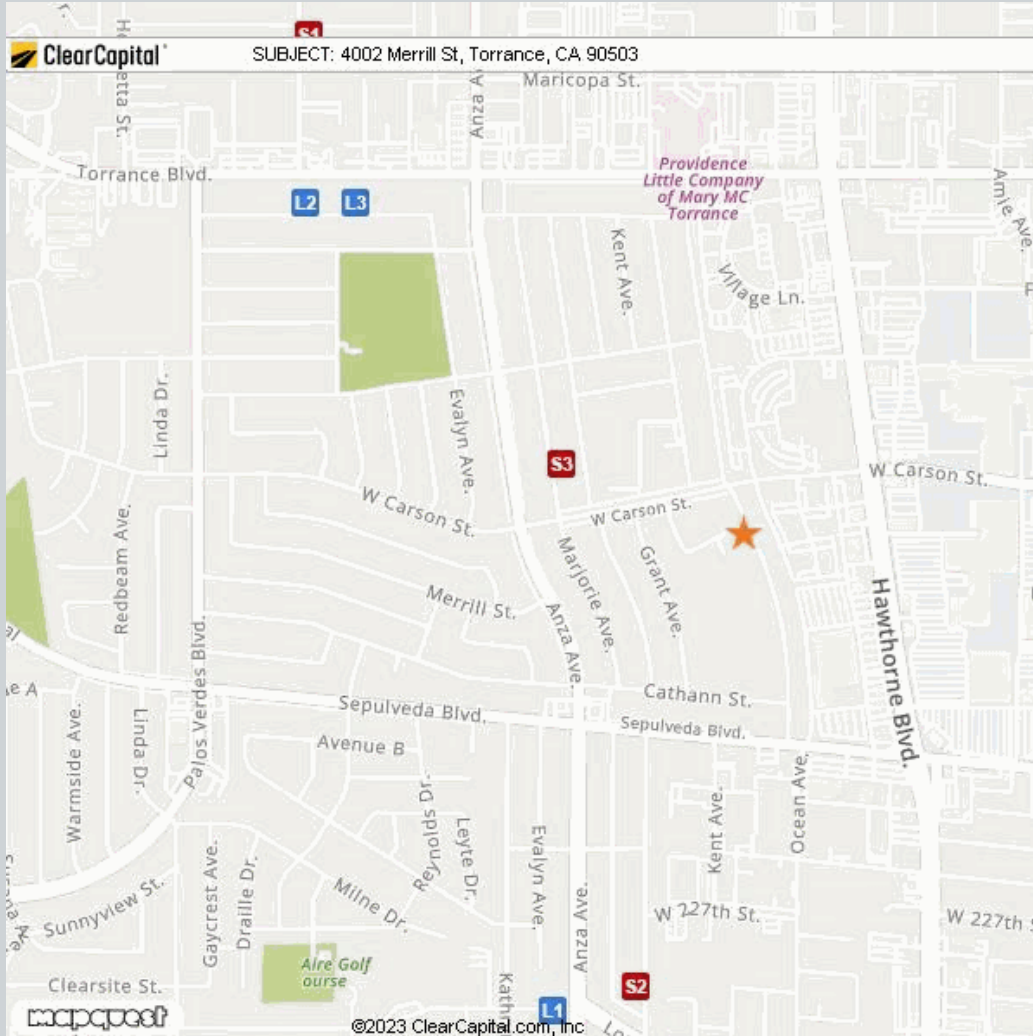 S1
ClearCapital
SUBJECT: 4002 Merrill St, Torrance, CA 90503
Maricopa St.
Anza A
etta St.
Torrance Blvd.
Providence
Little Company
of Mary MC
Torrance
L2
L3
Amie Ave.
Kent Ave.
Village Ln.
Linda Dr.
Evalyn Ave.
S3
W Carson St.
W Carson St.
W Carson St.
Redbeam Ave.
Marjorie Ave.
Grant Ave.
Merrill St.
Anza Ave.
Hawthorne Blvd.
Palos Verdes Blvd.
Cathann St.
Sepulveda Blvd.
Sepulveda Blvd.
Avenue B
Warmside Ave.
Linda Dr.
Reynolds Dr.
Leyte Dr.
Evalyn Ave.
Kent Ave.
Ocean Ave.
Gaycrest Ave.
Draille Dr.
Milne Dr.
Sunnyview St.
Anza Ave.
W 227th St.
W 227th S
Aire Golf
ourse
Clearsite St.
Kathr
S2
L1
mapquest
©2023 ClearCapital.com, Inc